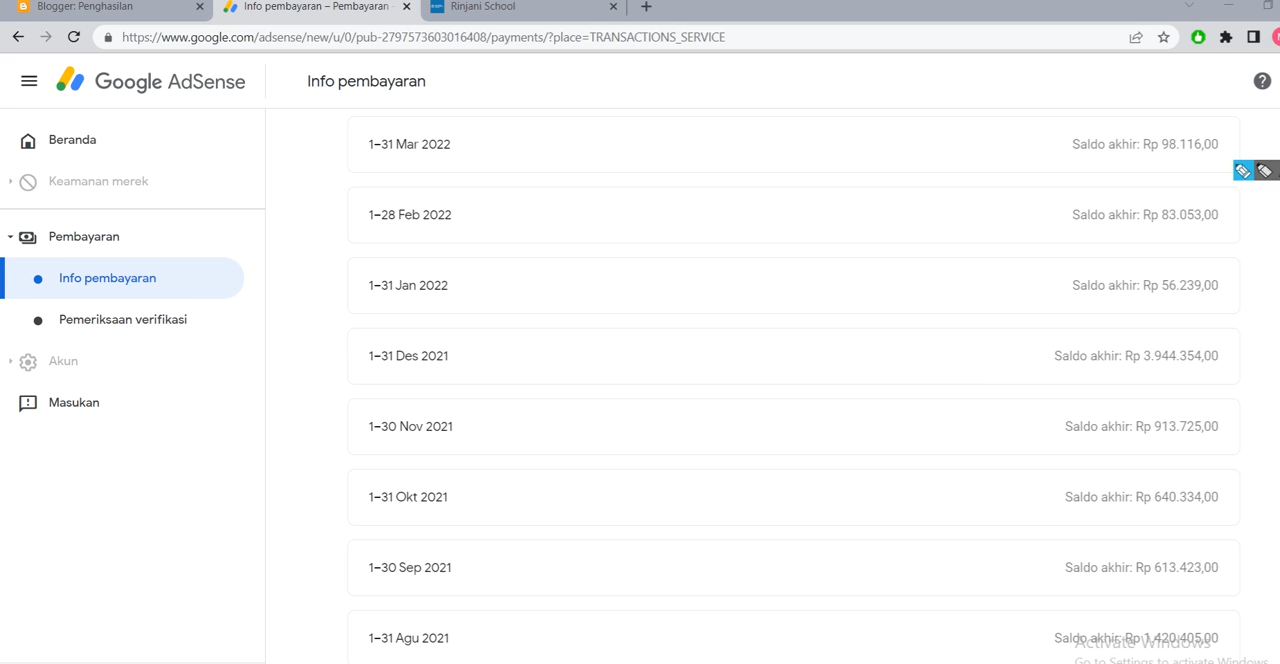 Blogger: Penghasilan
Info pembayaran – Pembayaran -
Rinjani School
https://www.google.com/adsense/new/u/0/pub-2797573603016408/payments/?place=TRANSACTIONS_SERVICE
Google AdSense
Info pembayaran
Beranda
Keamanan merek
Pembayaran
Info pembayaran
Pemeriksaan verifikasi
Akun
Masukan
1–31 Mar 2022 Saldo akhir: Rp 98.116,00
1–28 Feb 2022 Saldo akhir: Rp 83.053,00
1–31 Jan 2022 Saldo akhir: Rp 56.239,00
1–31 Des 2021 Saldo akhir: Rp 3.944.354,00
1–30 Nov 2021 Saldo akhir: Rp 913.725,00
1–31 Okt 2021 Saldo akhir: Rp 640.334,00
1–30 Sep 2021 Saldo akhir: Rp 613.423,00
1–31 Agu 2021 Saldo akhir: Rp 1.420.405,00
Activate Windows
Go to Settings to activate Windows